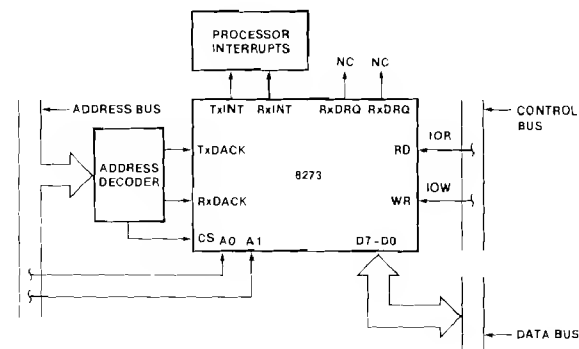 PROCESSOR
INTERRUPTS
NC NC
TxINT RxINT RxDRQ RxDRQ
ADDRESS BUS
CONTROL
BUS
TxDACK
ADDRESS
DECODER
RxDACK
8273
IOR
RD
IOW
WR
CS A0 A1
D7-D0
DATA BUS